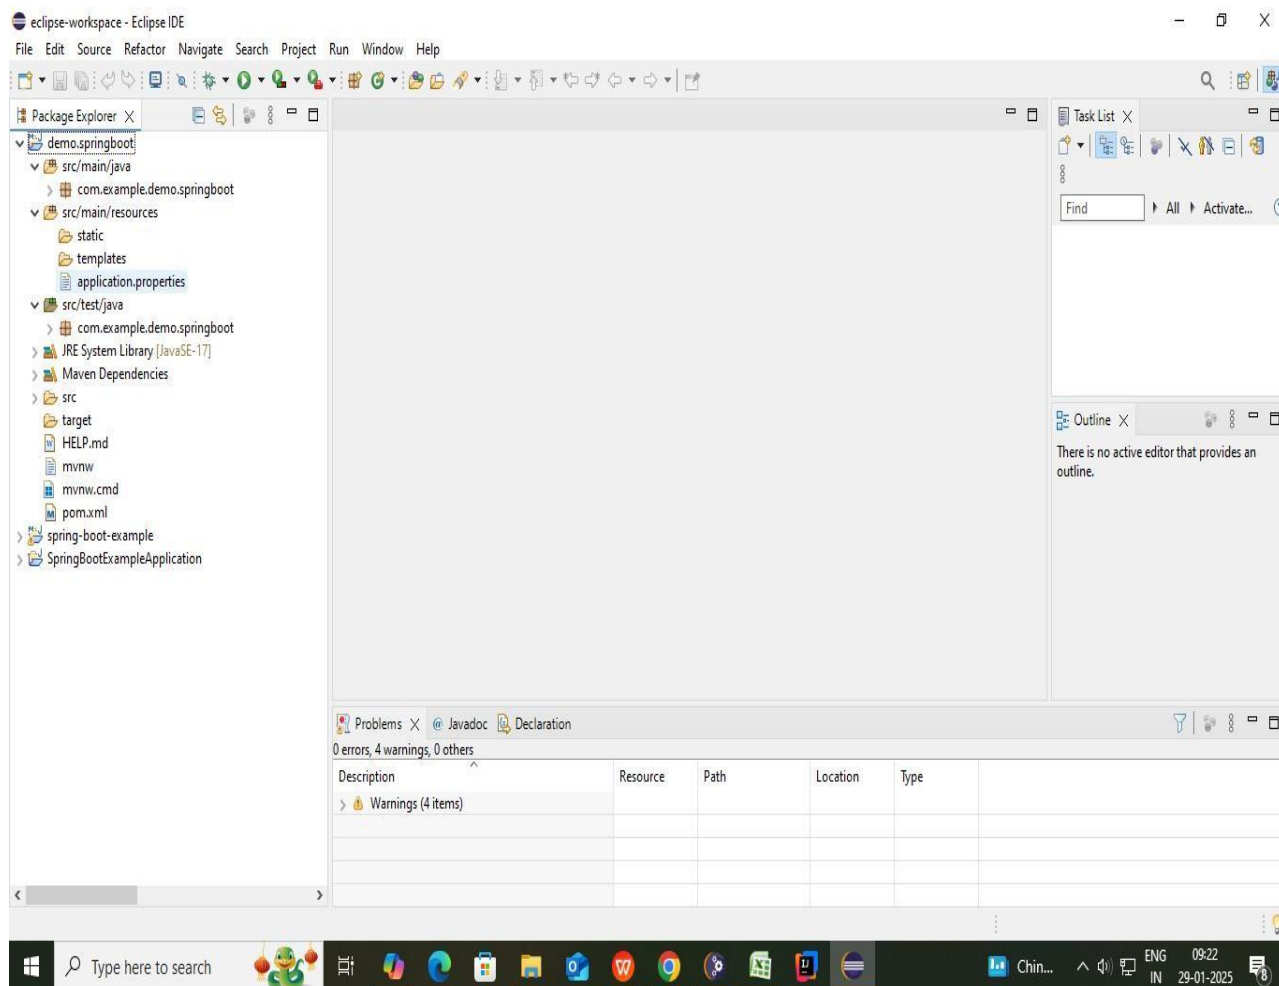 eclipse-workspace - Eclipse IDE
File Edit Source Refactor Navigate Search Project Run Window Help
Package Explorer
demo.springboot
src/main/java
com.example.demo.springboot
src/main/resources
static
templates
application.properties
src/test/java
com.example.demo.springboot
JRE System Library [JavaSE-17]
Maven Dependencies
src
target
HELP.md
mvnw
mvnw.cmd
pom.xml
spring-boot-example
SpringBootExampleApplication
Task List
Find All Activate...
Outline
There is no active editor that provides an
outline.
Problems @ Javadoc Declaration
0 errors, 4 warnings, 0 others
Description Resource Path Location Type
Warnings (4 items)
Type here to search
Chin...
ENG
IN
09:22
29-01-2025
8